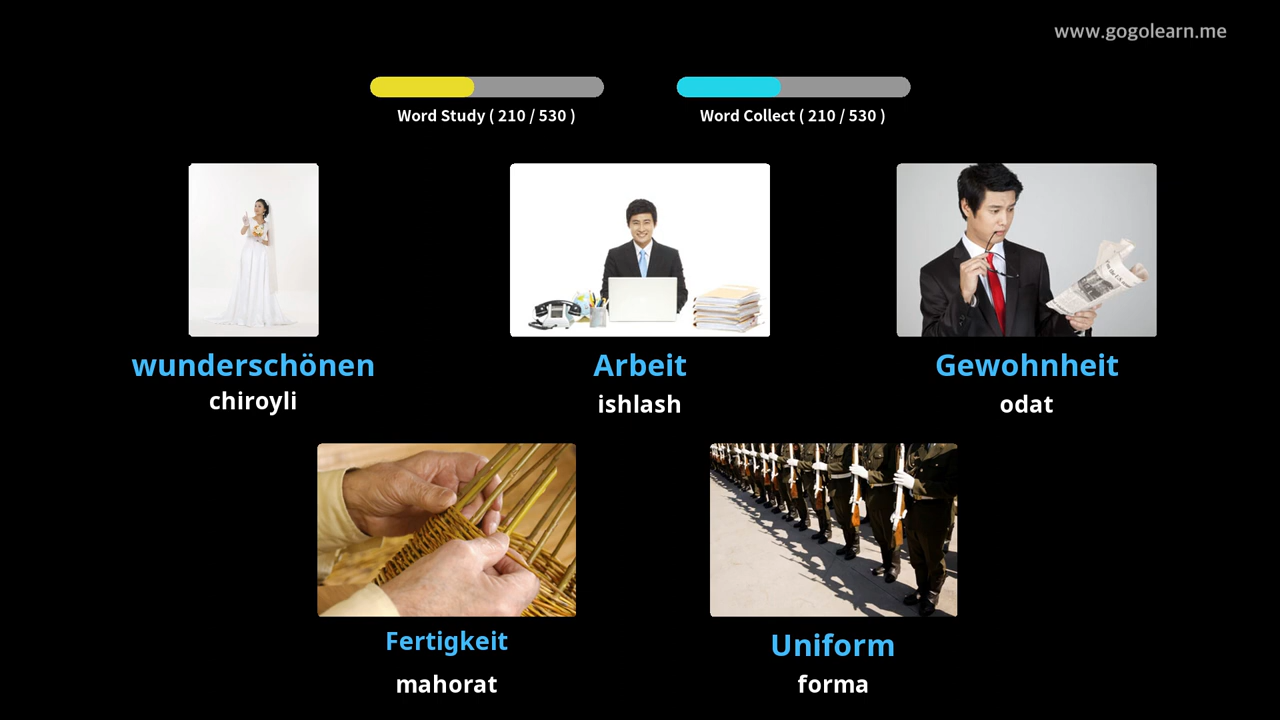 www.gogolearn.me
Word Study ( 210 / 530 )
Word Collect ( 210 / 530 )
wunderschönen
chiroyli
Arbeit
ishlash
Gewohnheit
odat
Fertigkeit
mahorat
Uniform
forma